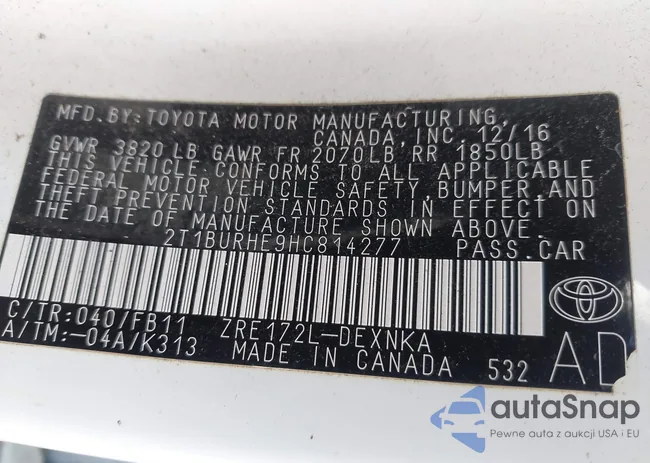 MFD. BY: TOYOTA MOTOR MANUFACTURING,
CANADA, INC. 12/16
GVWR 3820 LB GAWR FR 2070LB RR 1850LB
THIS VEHICLE CONFORMS TO ALL APPLICABLE
FEDERAL MOTOR VEHICLE SAFETY, BUMPER, AND
THEFT PREVENTION STANDARDS IN EFFECT ON
THE DATE OF MANUFACTURE SHOWN ABOVE.
2T1BURHE9HC814277 PASS. CAR
C/TR: 040/FB11 ZRE172L-DEXNKA
A/TM: -04A/K313 MADE IN CANADA 532 AD
autoSnap
Pewne auta z aukcji USA i EU